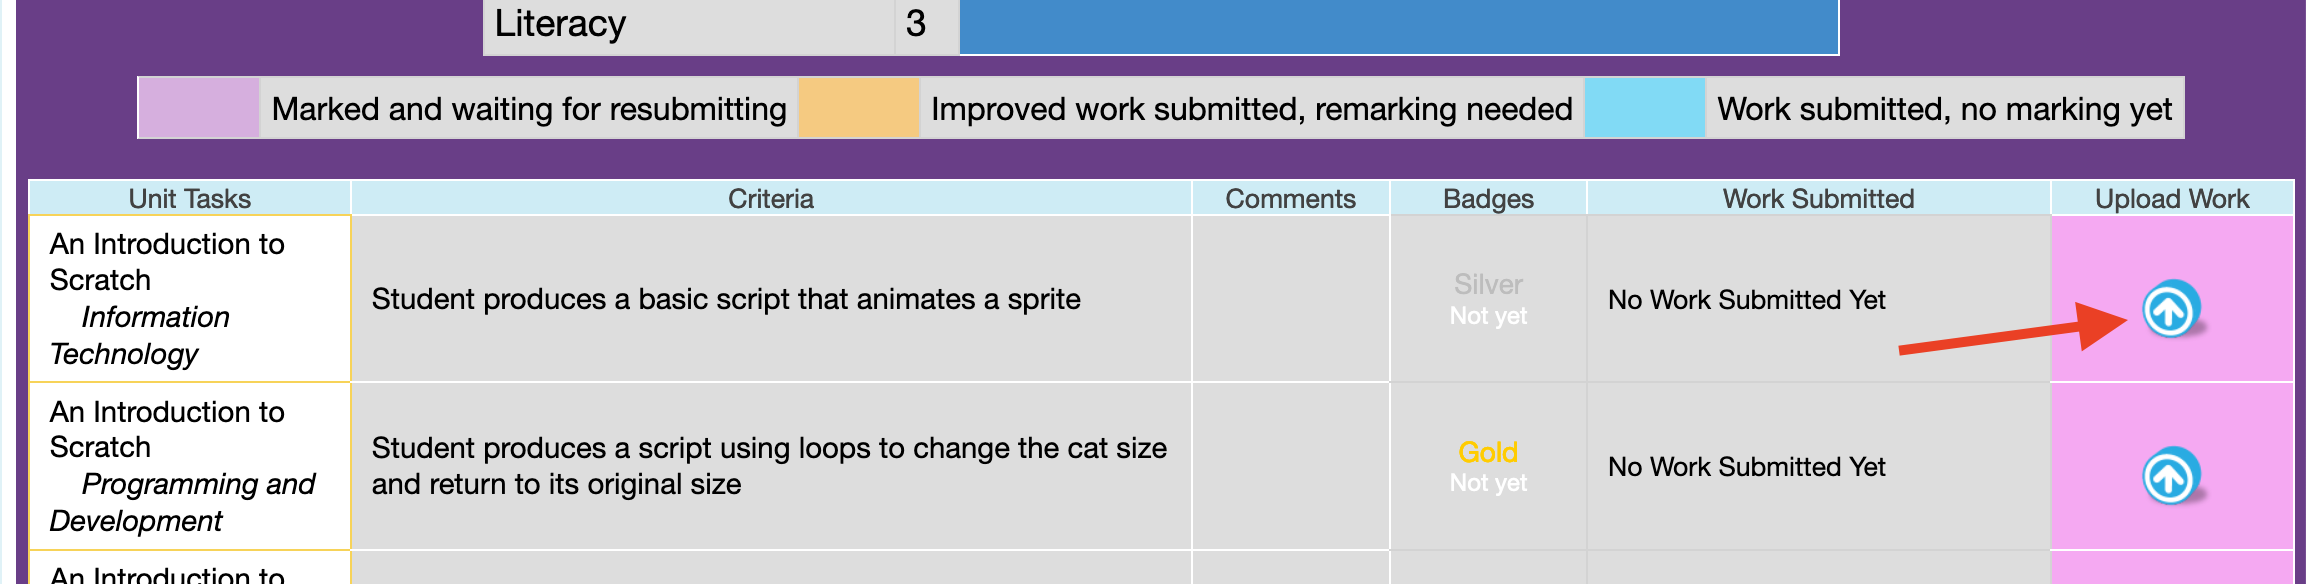 Literacy 3
Marked and waiting for resubmitting Improved work submitted, remarking needed Work submitted, no marking yet
Unit Tasks Criteria Comments Badges Work Submitted Upload Work
An Introduction to
Scratch
Information
Technology
Student produces a basic script that animates a sprite
Silver
Not yet
No Work Submitted Yet
An Introduction to
Scratch
Programming and
Development
Student produces a script using loops to change the cat size
and return to its original size
Gold
Not yet
No Work Submitted Yet
An Introduction to